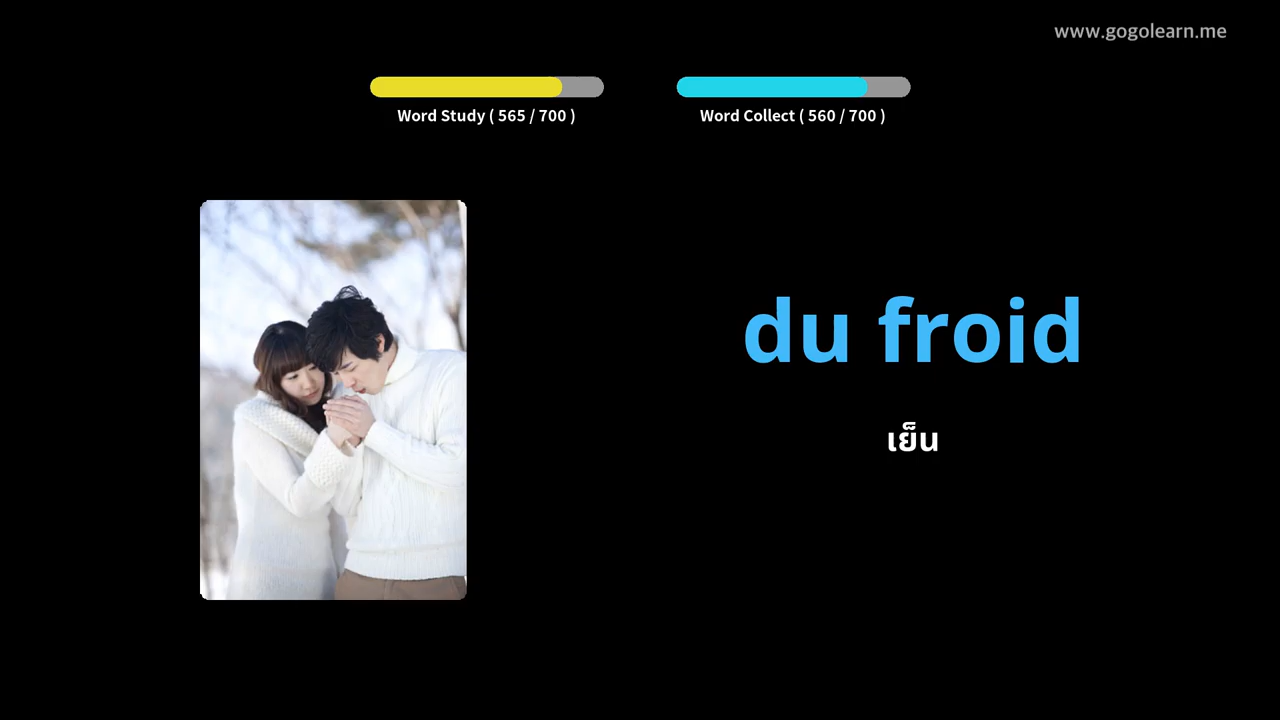 www.gogolearn.me
Word Study ( 565 / 700 )
Word Collect ( 560 / 700 )
du froid
เย็น